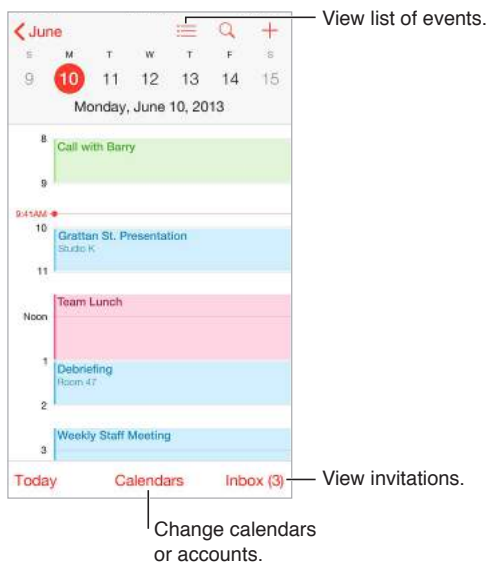 June
View list of events.
S M T W T F S
9 10 11 12 13 14 15
Monday, June 10, 2013
8
Call with Barry
9
9:41AM
10
Grattan St. Presentation
Studio K
11
Team Lunch
Noon
1
Debriefing
Room 47
2
Weekly Staff Meeting
3
Today Calendars Inbox (3)
View invitations.
Change calendars
or accounts.